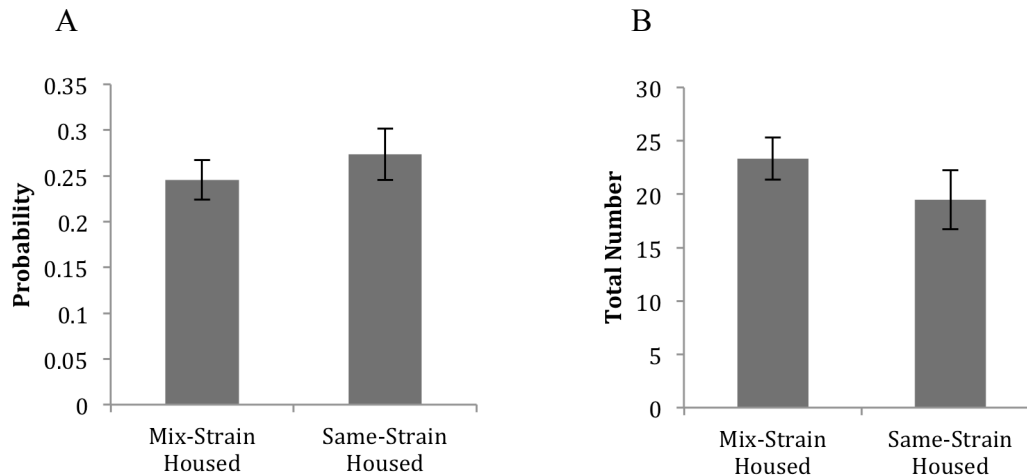 A
Probability
0.35
0.3
0.25
0.2
0.15
0.1
0.05
0
Mix-Strain
Housed
Same-Strain
Housed
B
Total Number
30
25
20
15
10
5
0
Mix-Strain
Housed
Same-Strain
Housed